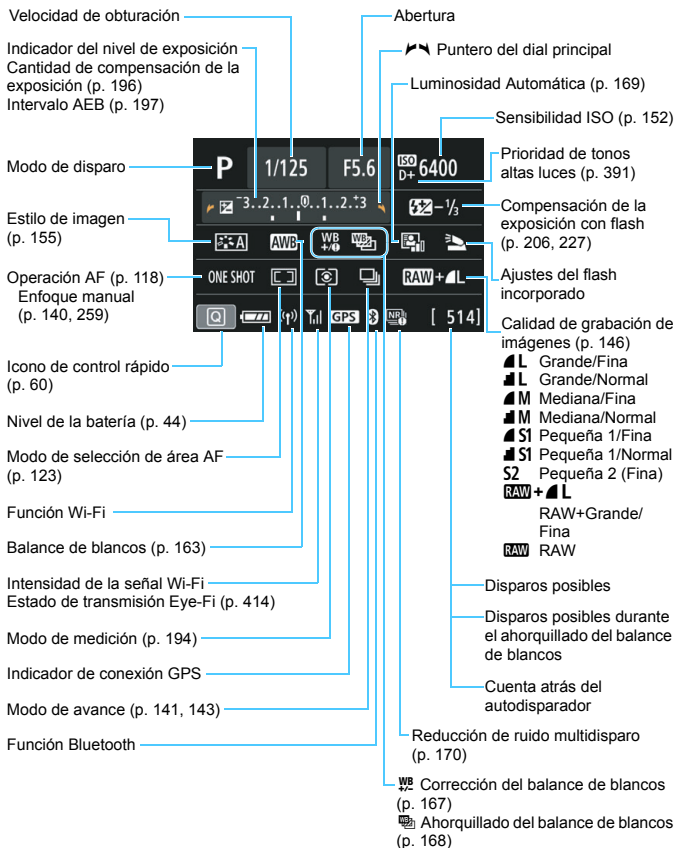 Velocidad de obturación
Abertura
Indicador del nivel de exposición
Cantidad de compensación de la
exposición (p. 196)
Intervalo AEB (p. 197)
Puntero del dial principal
Luminosidad Automática (p. 169)
Sensibilidad ISO (p. 152)
Modo de disparo
P 1/125 F5.6 ISO D+ 6400
Prioridad de tonos
altas luces (p. 391)
-3..2..1..0..1..2.+3
-1/3
Compensación de la
exposición con flash
(p. 206, 227)
Estilo de imagen
(p. 155)
A AWB WB +/- WB
Ajustes del flash
incorporado
Operación AF (p. 118)
Enfoque manual
(p. 140, 259)
ONE SHOT RAW+L
Q GPS NR [ 514]
Calidad de grabación de
imágenes (p. 146)
L Grande/Fina
L Grande/Normal
M Mediana/Fina
M Mediana/Normal
S1 Pequeña 1/Fina
S1 Pequeña 1/Normal
S2 Pequeña 2 (Fina)
RAW+L
RAW+Grande/
Fina
RAW RAW
Icono de control rápido
(p. 60)
Nivel de la batería (p. 44)
Modo de selección de área AF
(p. 123)
Función Wi-Fi
Balance de blancos (p. 163)
Intensidad de la señal Wi-Fi
Estado de transmisión Eye-Fi (p. 414)
Modo de medición (p. 194)
Indicador de conexión GPS
Modo de avance (p. 141, 143)
Función Bluetooth
Disparos posibles
Disparos posibles durante
el ahorquillado del balance
de blancos
Cuenta atrás del
autodisparador
Reducción de ruido multidisparo
(p. 170)
WB +/- Corrección del balance de blancos
(p. 167)
WB Ahorquillado del balance de blancos
(p. 168)